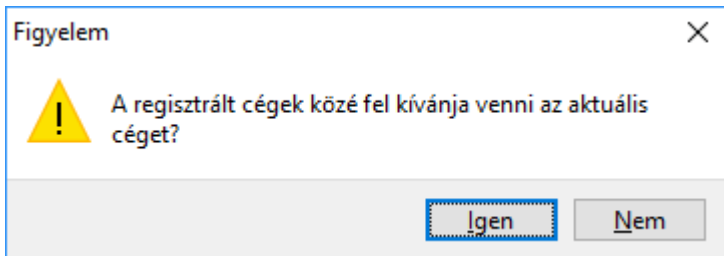 Figyelem
A regisztrált cégek közé fel kívánja venni az aktuális
céget?
Igen
Nem